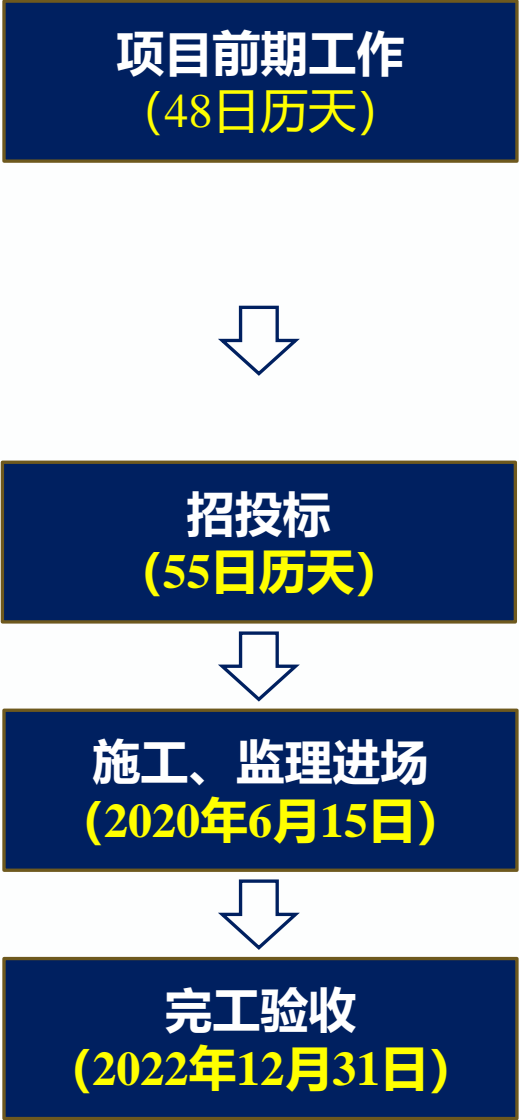 项目前期工作
（48日历天）
招投标
（55日历天）
施工、监理进场
（2020年6月15日）
完工验收
（2022年12月31日）